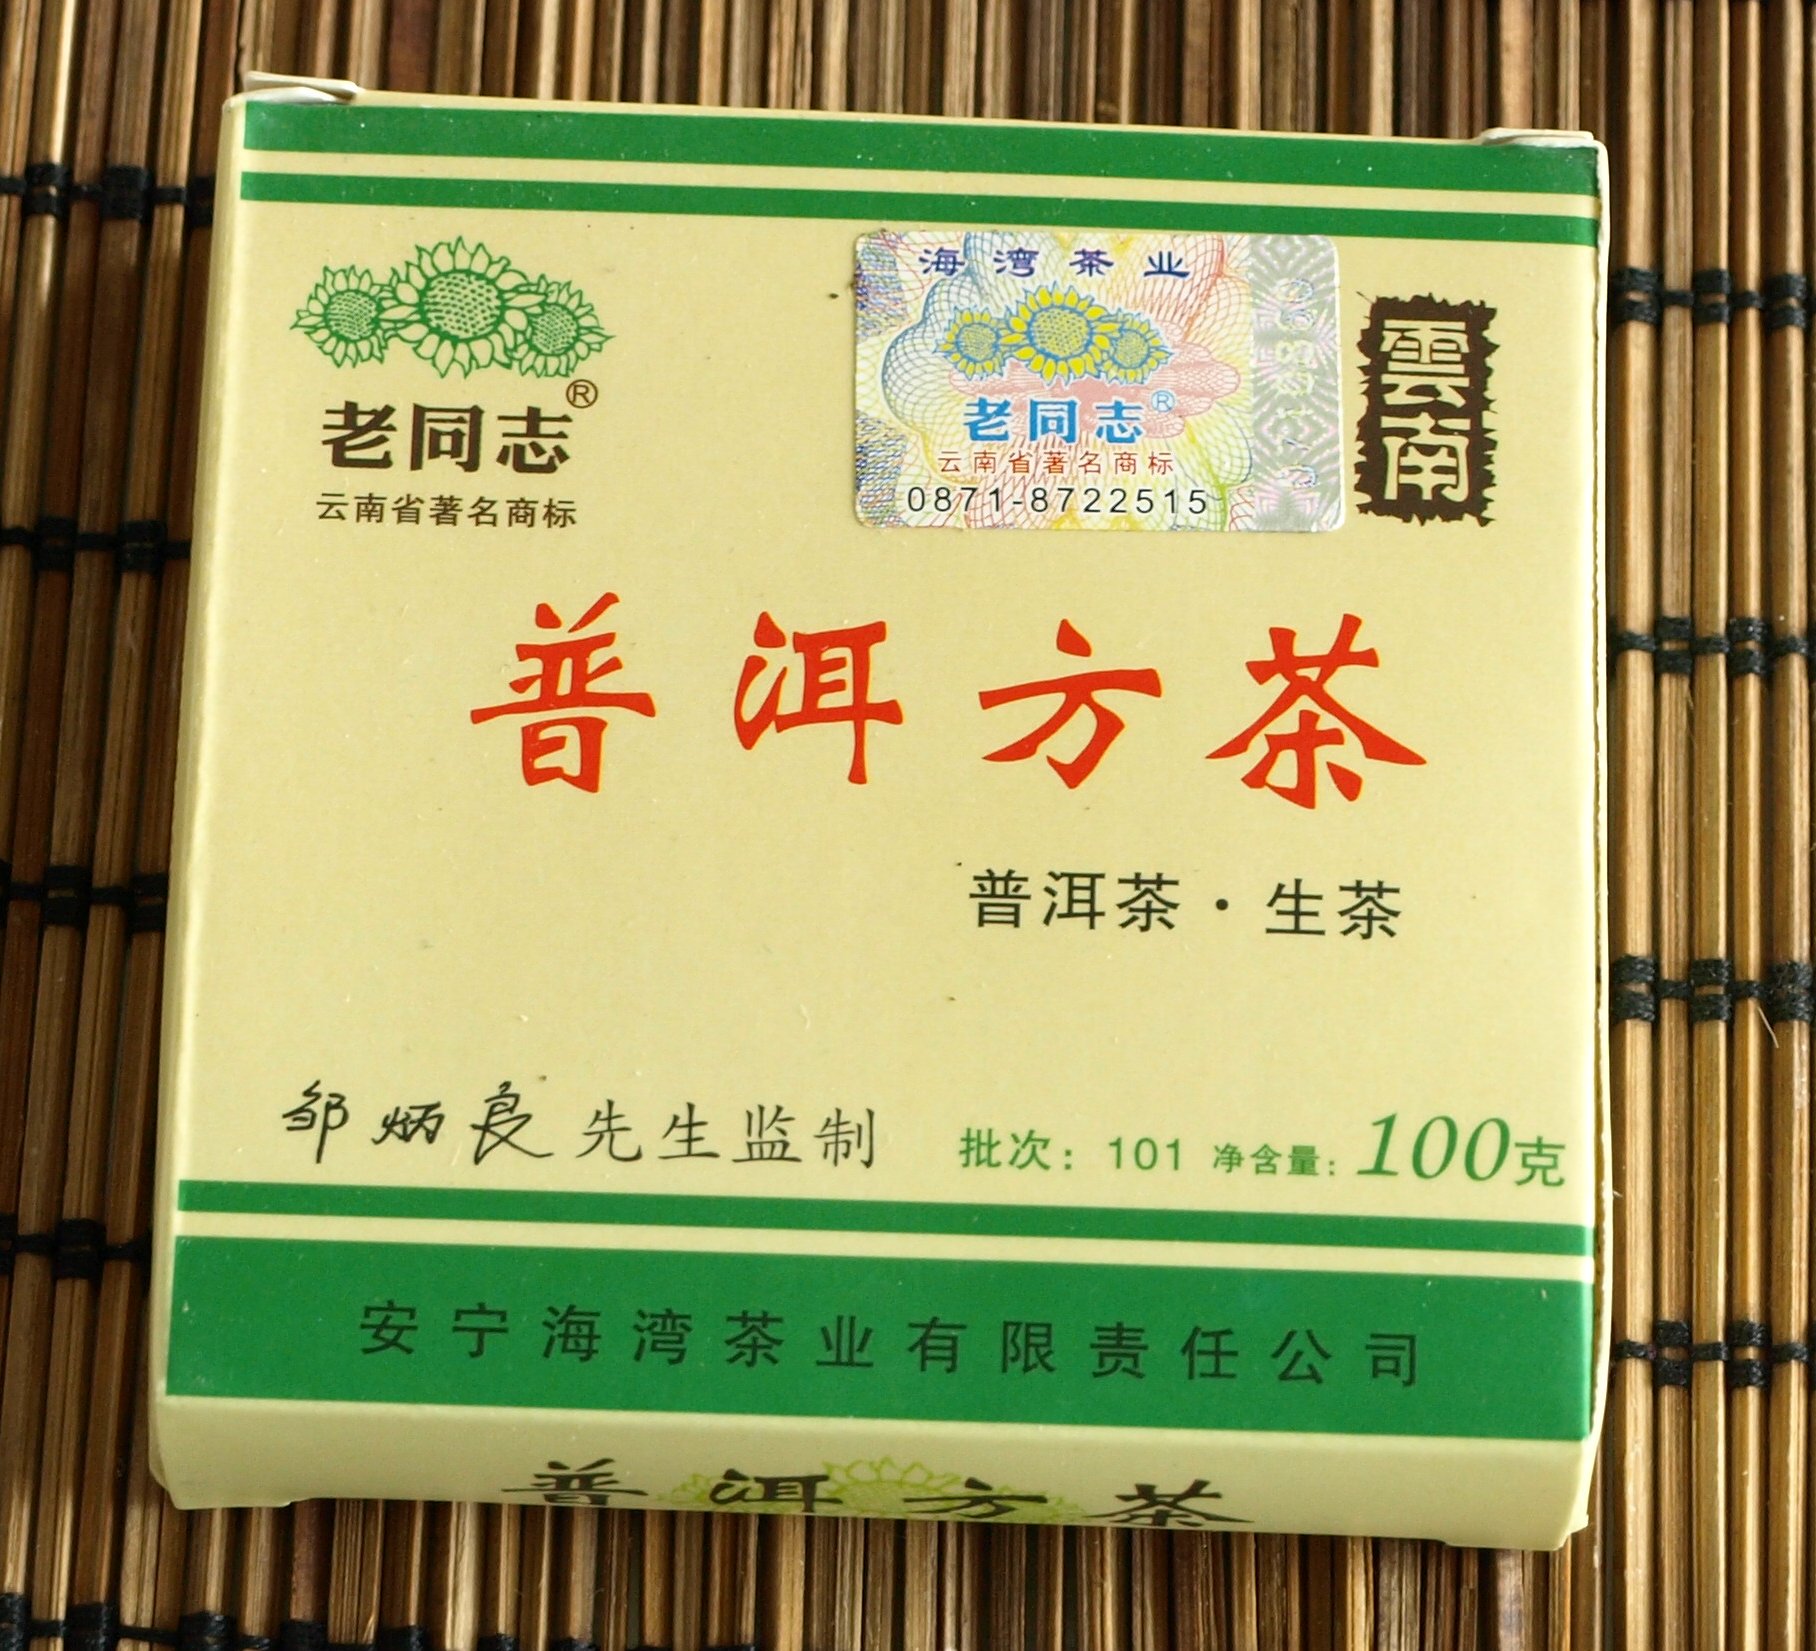 老同志®
云南省著名商标
海湾茶业
老同志®
云南省著名商标
0871-8722515
雲南
普洱方茶
普洱茶·生茶
邹炳良先生监制
批次：101 净含量：100克
安宁海湾茶业有限责任公司
普洱方茶